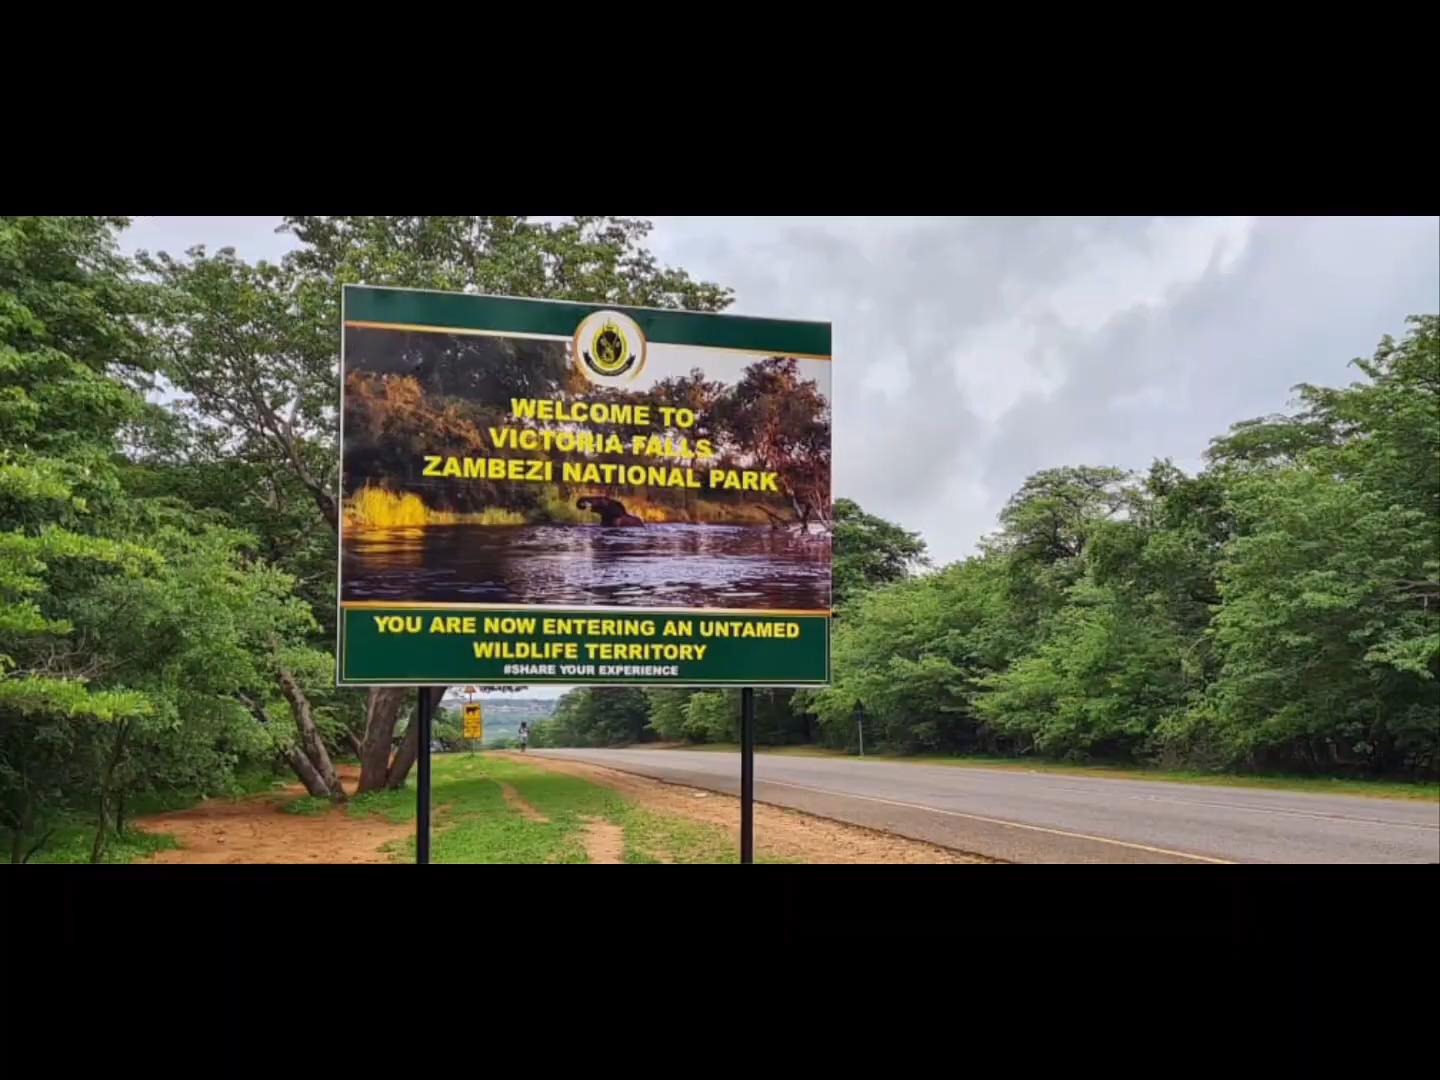 WELCOME TO
VICTORIA FALLS
ZAMBEZI NATIONAL PARK
YOU ARE NOW ENTERING AN UNTAMED
WILDLIFE TERRITORY
#SHARE YOUR EXPERIENCE